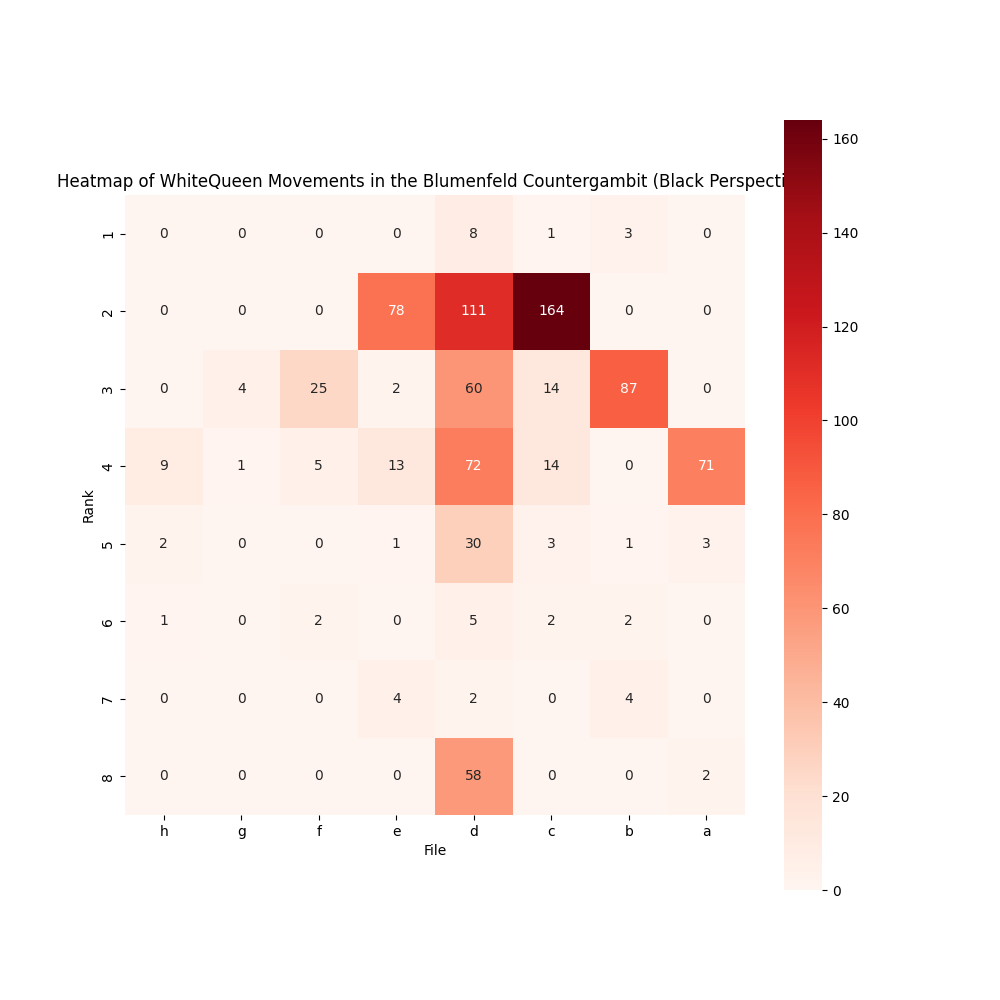 Heatmap of WhiteQueen Movements in the Blumenfeld Countergambit (Black Perspecti
160
140
120
100
80
60
40
20
0
Rank
1 0 0 0 0 8 1 3 0
2 0 0 0 78 111 164 0 0
3 0 4 25 2 60 14 87 0
4 9 1 5 13 72 14 0 71
5 2 0 0 1 30 3 1 3
6 1 0 2 0 5 2 2 0
7 0 0 0 4 2 0 4 0
8 0 0 0 0 58 0 0 2
h g f e d c b a
File